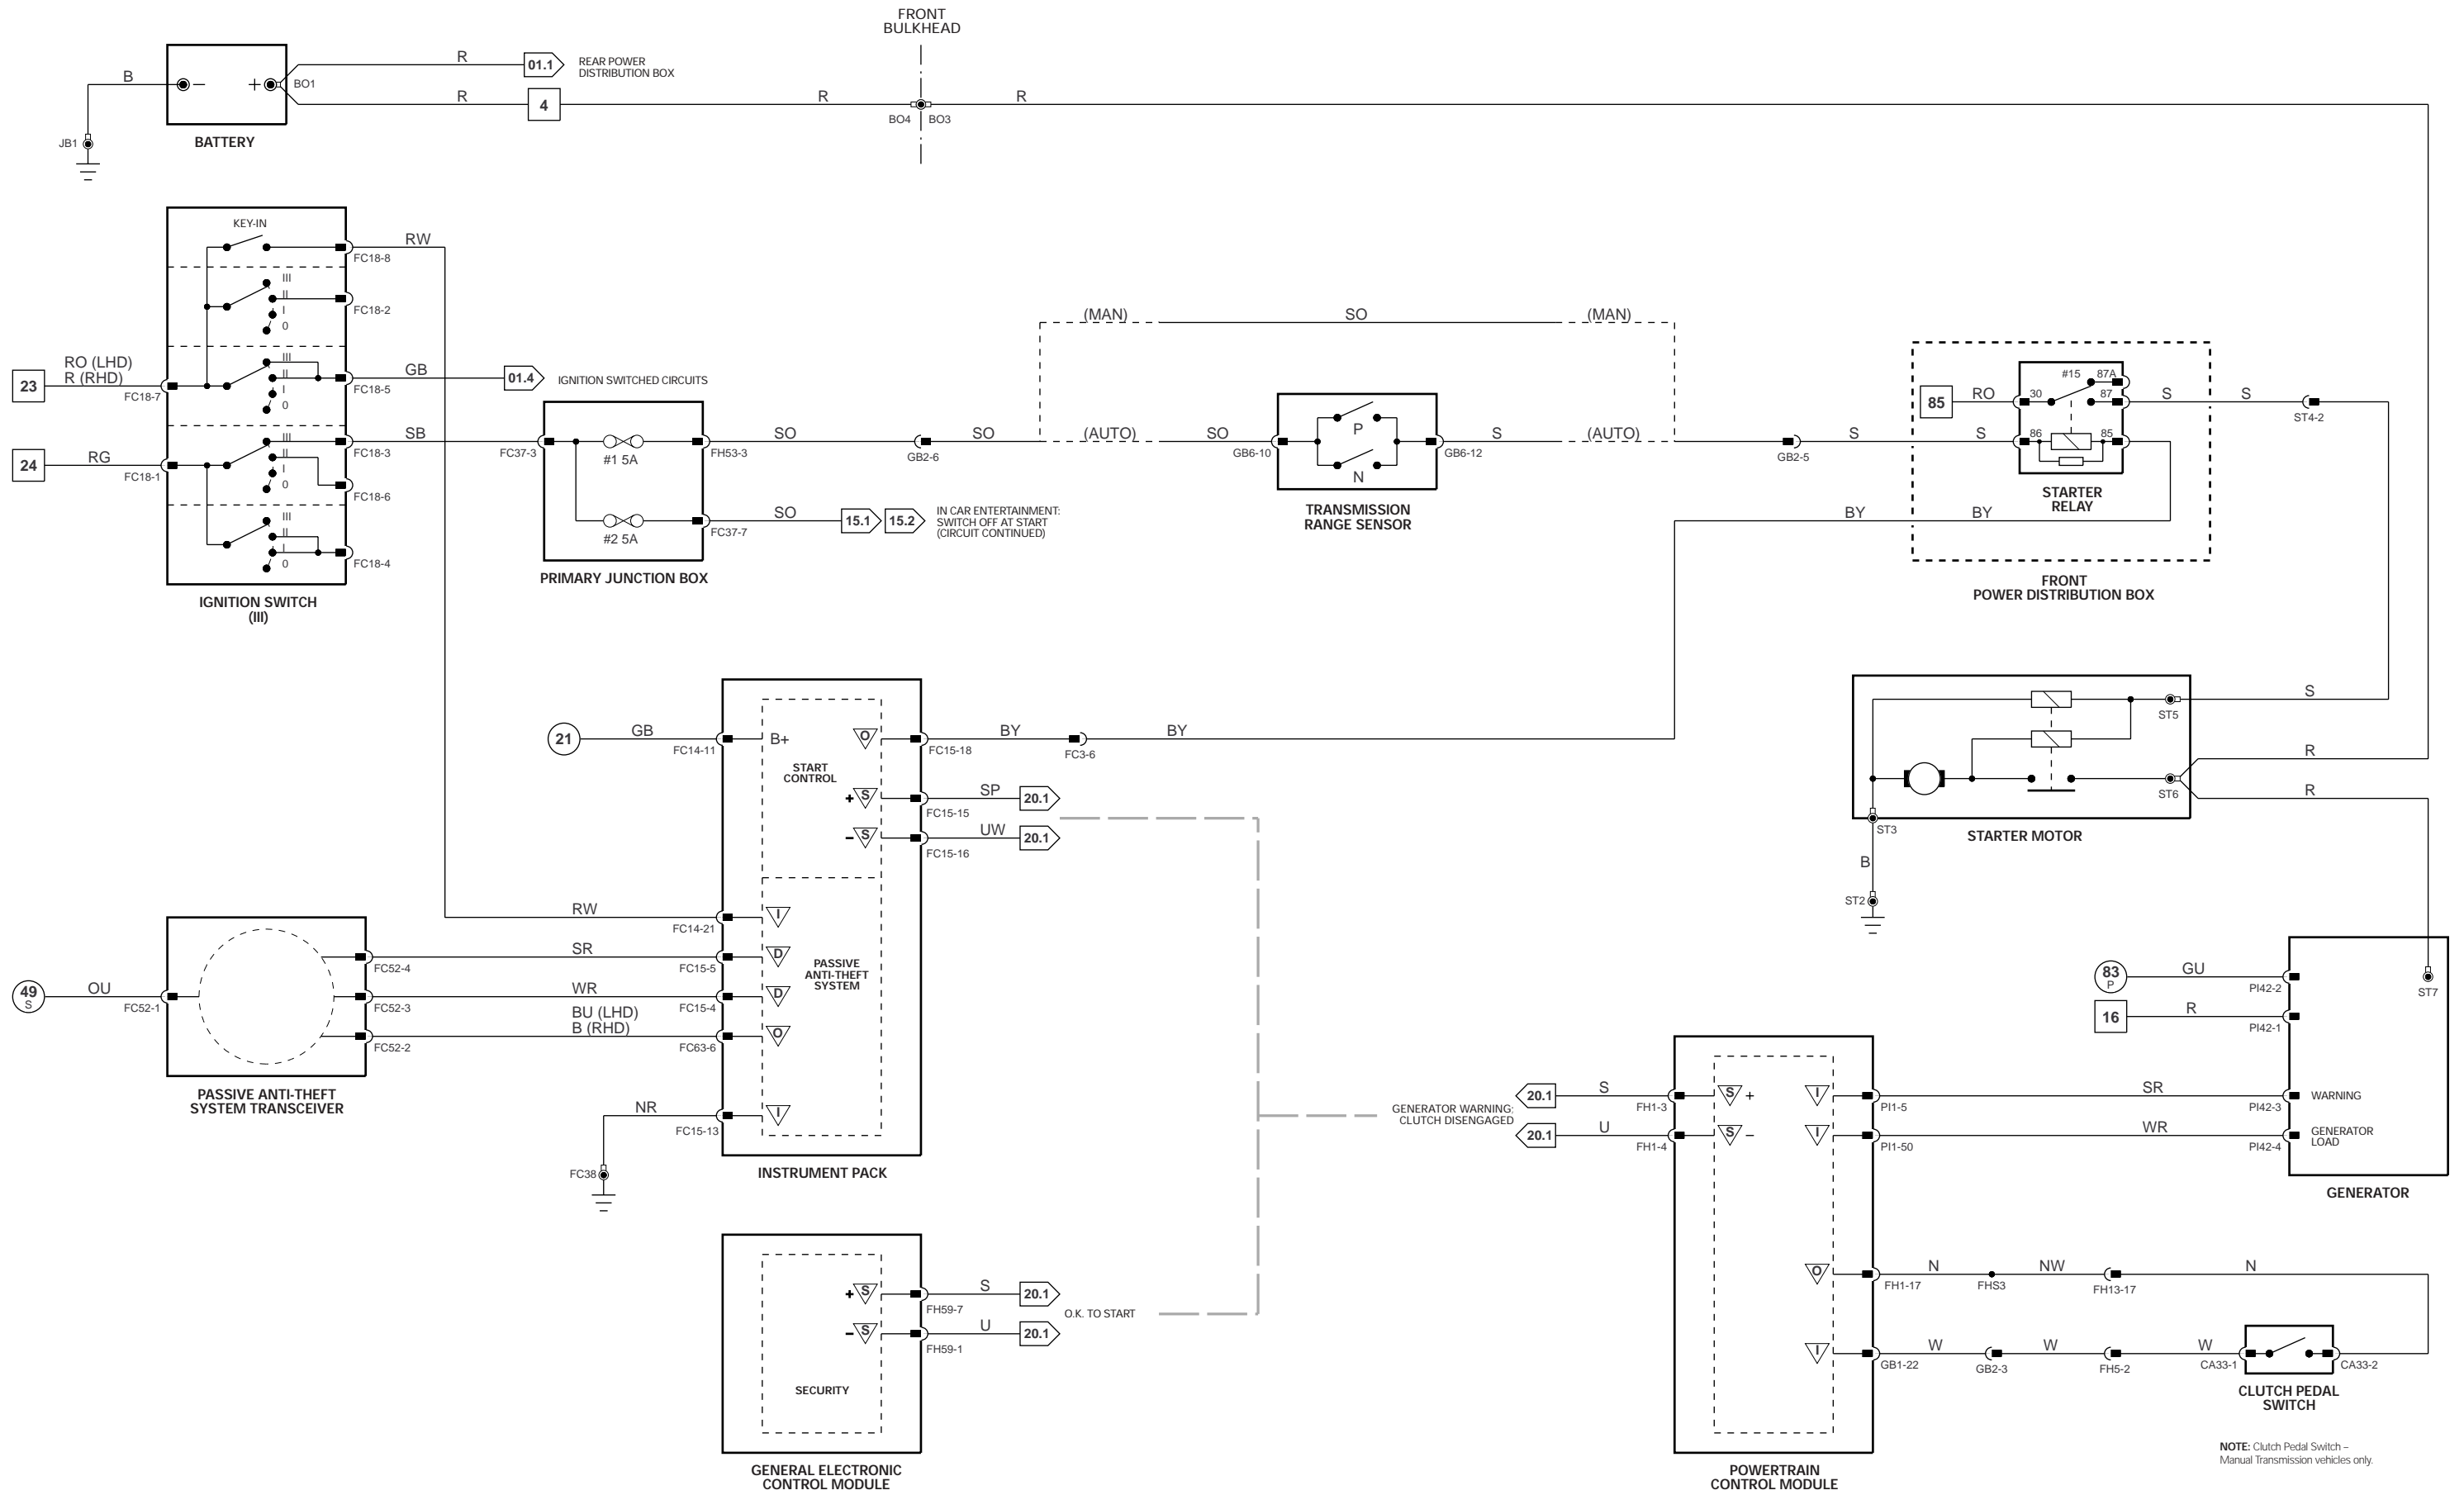 FRONT
BULKHEAD
R
B
+
−
BO1
01.1
REAR POWER
DISTRIBUTION BOX
R
4
R
R
BO4
BO3
JB1
BATTERY
KEY-IN
RW
FC18-8
III
II
I
0
FC18-2
RO (LHD)
R (RHD)
23
FC18-7
III
II
I
0
GB
FC18-5
01.4
IGNITION SWITCHED CIRCUITS
24
RG
FC18-1
III
II
I
0
SB
FC18-3
FC18-6
III
II
I
0
FC18-4
IGNITION SWITCH
(III)
FC37-3
#1 5A
FH53-3
SO
GB2-6
SO
#2 5A
FC37-7
SO
15.1
15.2
IN CAR ENTERTAINMENT:
SWITCH OFF AT START
(CIRCUIT CONTINUED)
PRIMARY JUNCTION BOX
(MAN)
SO
(MAN)
(AUTO)
SO
GB6-10
P
N
GB6-12
S
(AUTO)
TRANSMISSION
RANGE SENSOR
GB2-5
S
S
85
RO
#15
87A
30
87
86
85
S
S
ST4-2
STARTER
RELAY
BY
BY
FRONT
POWER DISTRIBUTION BOX
21
GB
FC14-11
B+
O
FC15-18
BY
FC3-6
BY
START
CONTROL
+
S
FC15-15
SP
20.1
−
S
FC15-16
UW
20.1
RW
FC14-21
I
SR
FC15-5
D
WR
FC15-4
D
BU (LHD)
B (RHD)
FC63-6
O
PASSIVE
ANTI-THEFT
SYSTEM
NR
FC15-13
I
FC38
INSTRUMENT PACK
49
S
OU
FC52-1
FC52-4
FC52-3
FC52-2
PASSIVE ANTI-THEFT
SYSTEM TRANSCEIVER
S
ST5
R
ST6
R
ST3
STARTER MOTOR
B
ST2
83
P
GU
PI42-2
16
R
PI42-1
ST7
SR
PI42-3
WARNING
WR
PI42-4
GENERATOR
LOAD
GENERATOR
GENERATOR WARNING;
CLUTCH DISENGAGED
20.1
S
FH1-3
S
+
I
PI1-5
20.1
U
FH1-4
S
−
I
PI1-50
O
FH1-17
N
FHS3
NW
FH13-17
N
I
GB1-22
W
GB2-3
W
FH5-2
W
CA33-1
CA33-2
CLUTCH PEDAL
SWITCH
NOTE: Clutch Pedal Switch –
Manual Transmission vehicles only.
POWERTRAIN
CONTROL MODULE
+
S
FH59-7
S
20.1
O.K. TO START
−
S
FH59-1
U
20.1
SECURITY
GENERAL ELECTRONIC
CONTROL MODULE